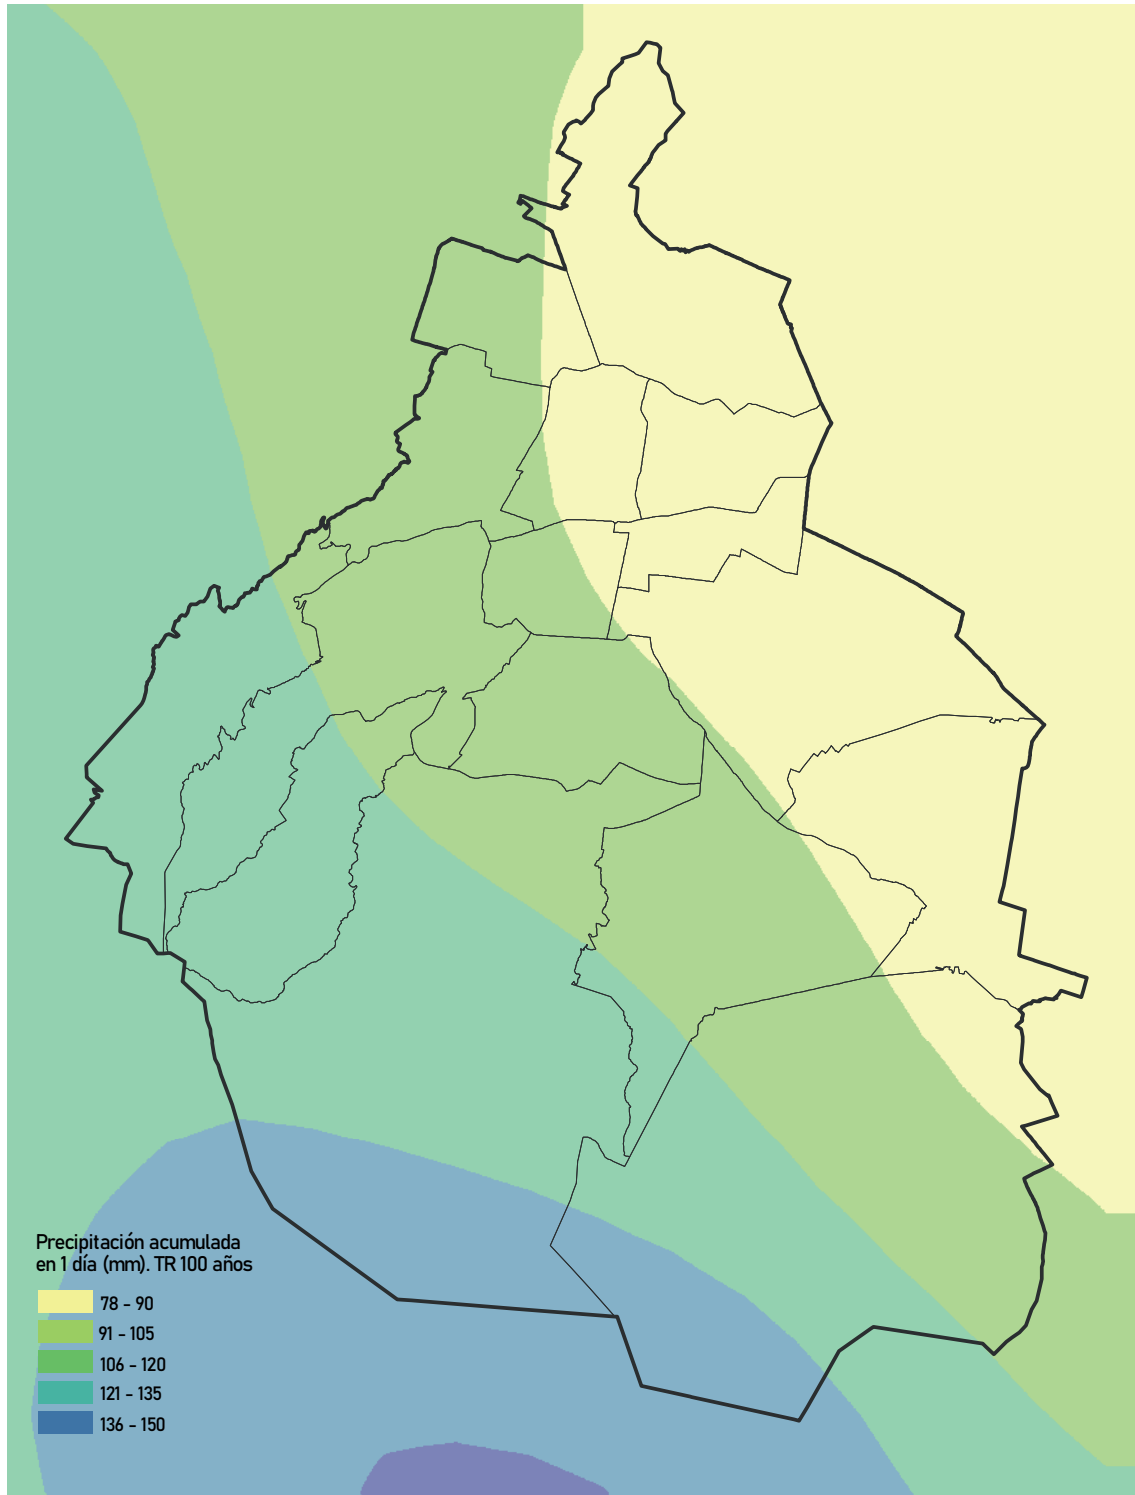 Precipitación acumulada
en 1 día (mm). TR 100 años
78 - 90
91 - 105
106 - 120
121 - 135
136 - 150